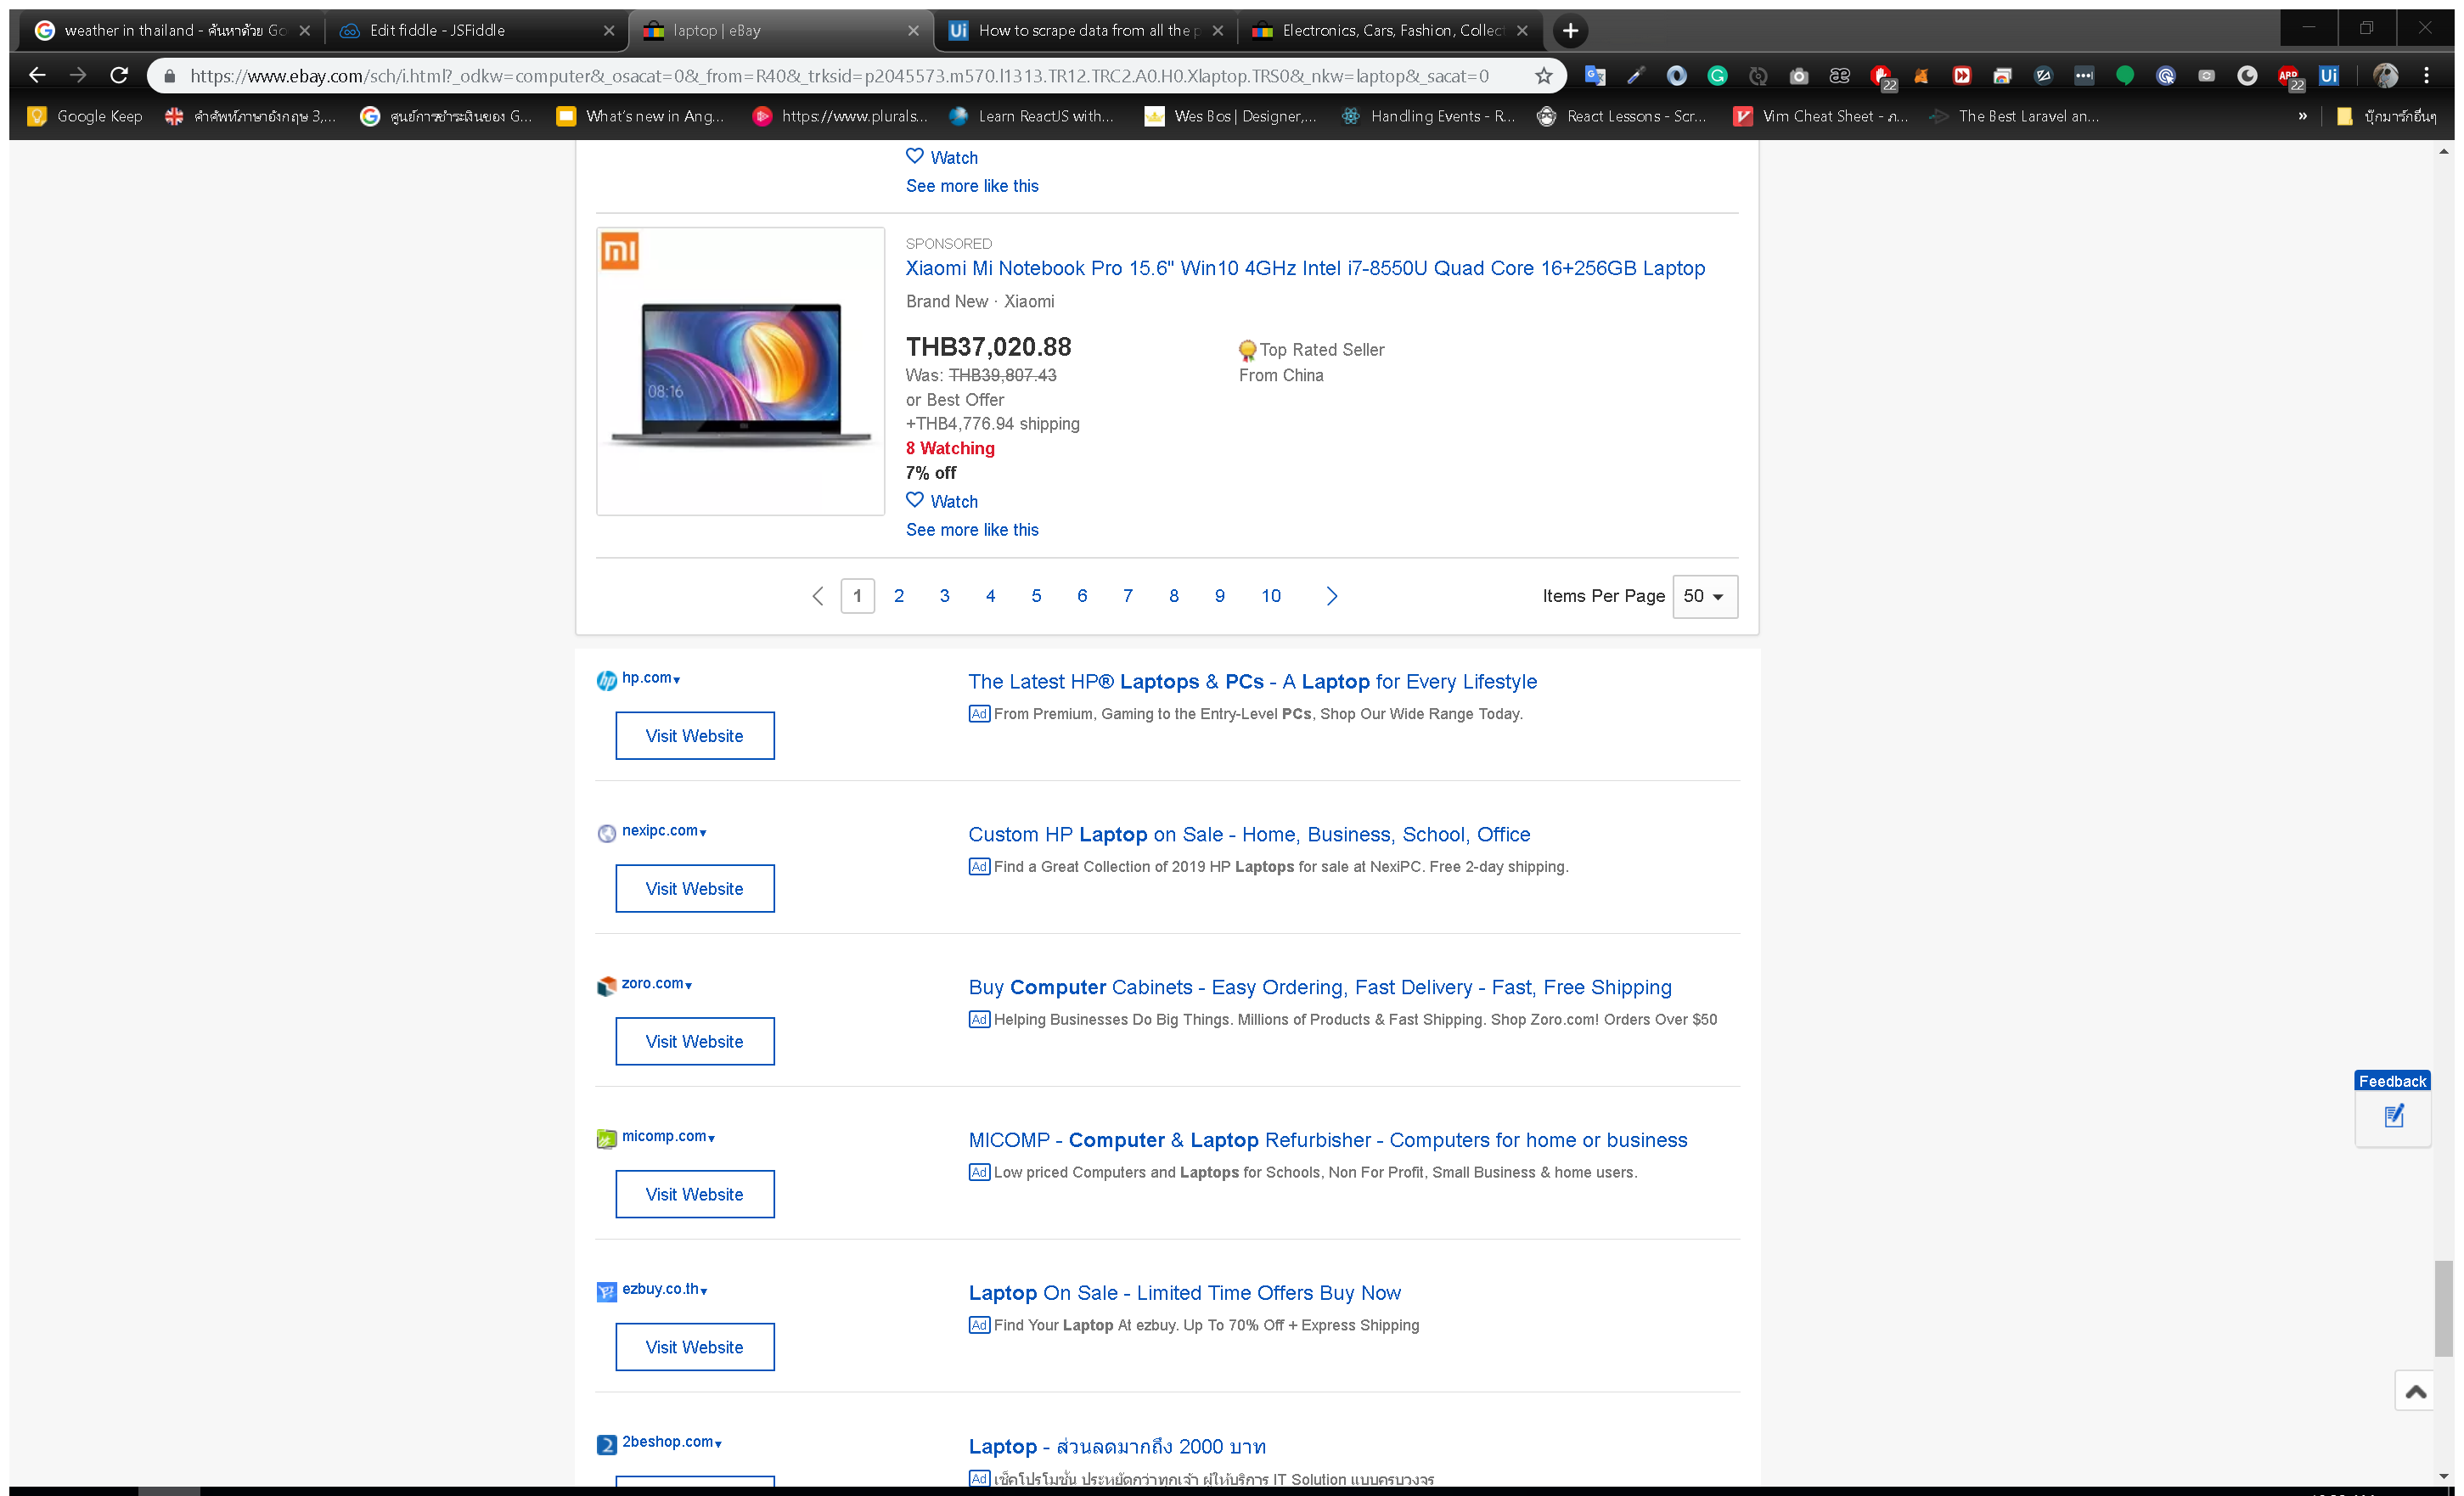 weather in thailand - ค้นหาด้วย Go
Edit fiddle - JSFiddle
laptop | eBay
Ui How to scrape data from all the p
Electronics, Cars, Fashion, Collect
https://www.ebay.com/sch/i.html?_odkw=computer&_osacat=0&_from=R40&_trksid=p2045573.m570.l1313.TR12.TRC2.A0.H0.Xlaptop.TRS0&_nkw=laptop&_sacat=0
22
ABP 22
Ui
Google Keep
คำศัพท์ภาษาอังกฤษ 3,...
ศูนย์การชำระเงินของ G...
What's new in Ang...
https://www.plurals...
Learn ReactJS with...
Wes Bos | Designer,...
Handling Events - R...
React Lessons - Scr...
Vim Cheat Sheet - ภ...
The Best Laravel an...
»
บุ๊กมาร์กอื่นๆ
Watch
See more like this
mi
SPONSORED
Xiaomi Mi Notebook Pro 15.6" Win10 4GHz Intel i7-8550U Quad Core 16+256GB Laptop
Brand New · Xiaomi
08:16
THB37,020.88
Top Rated Seller
Was: THB39,807.43
From China
or Best Offer
+THB4,776.94 shipping
8 Watching
7% off
Watch
See more like this
1 2 3 4 5 6 7 8 9 10
Items Per Page 50
hp hp.com
The Latest HP® Laptops & PCs - A Laptop for Every Lifestyle
Ad From Premium, Gaming to the Entry-Level PCs, Shop Our Wide Range Today.
Visit Website
nexipc.com
Custom HP Laptop on Sale - Home, Business, School, Office
Ad Find a Great Collection of 2019 HP Laptops for sale at NexiPC. Free 2-day shipping.
Visit Website
zoro.com
Buy Computer Cabinets - Easy Ordering, Fast Delivery - Fast, Free Shipping
Ad Helping Businesses Do Big Things. Millions of Products & Fast Shipping. Shop Zoro.com! Orders Over $50
Visit Website
Feedback
micomp.com
MICOMP - Computer & Laptop Refurbisher - Computers for home or business
Ad Low priced Computers and Laptops for Schools, Non For Profit, Small Business & home users.
Visit Website
ezbuy.co.th
Laptop On Sale - Limited Time Offers Buy Now
Ad Find Your Laptop At ezbuy. Up To 70% Off + Express Shipping
Visit Website
2 2beshop.com
Laptop - ส่วนลดมากถึง 2000 บาท
Ad เช็คโปรโมชั่น ประหยัดกว่าทุกเจ้า ผู้ให้บริการ IT Solution แบบครบวงจร